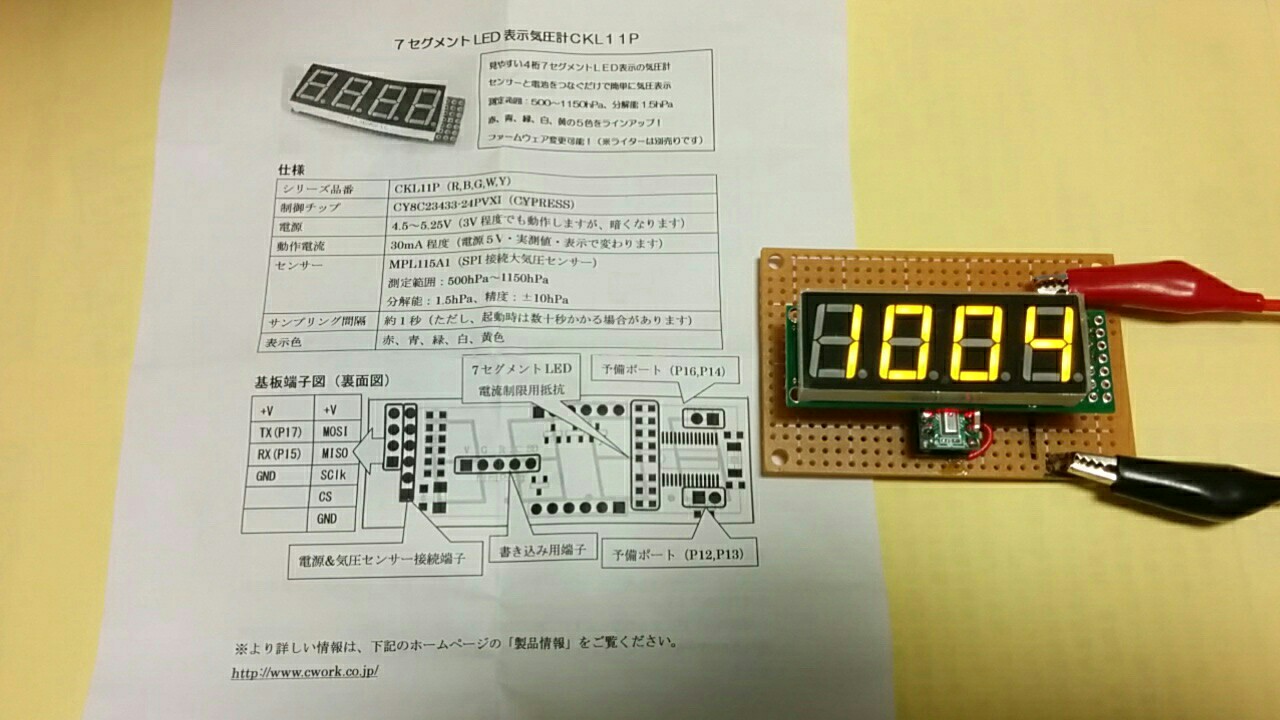 7セグメントLED表示気圧計CKL11P
見やすい4桁7セグメントLED表示の気圧計
センサーと電池をつなぐだけで簡単に気圧表示
測定範囲:500～1150hPa、分解能1.5hPa
赤、青、緑、白、黄の5色をラインアップ!
ファームウェア変更可能!(※ライターは別売りです)
仕様
シリーズ品番 CKL11P(R,B,G,W,Y)
制御チップ CY8C23433-24PVXI(CYPRESS)
電源 4.5～5.25V(3V程度でも動作しますが、暗くなります)
動作電流 30mA程度(電源5V・実測値・表示で変わります)
センサー MPL115A1(SPI接続大気圧センサー)
測定範囲:500hPa～1150hPa
分解能:1.5hPa、精度:±10hPa
サンプリング間隔 約1秒(ただし、起動時は数十秒かかる場合があります)
表示色 赤、青、緑、白、黄色
基板端子図(裏面図)
7セグメントLED
電流制限用抵抗
予備ポート(P16,P14)
+V +V
TX(P17) MOSI
RX(P15) MISO
GND SClk
CS
GND
電源&気圧センサー接続端子
書き込み用端子
予備ポート(P12,P13)
※より詳しい情報は、下記のホームページの「製品情報」をご覧ください。
http://www.cwork.co.jp/
1004